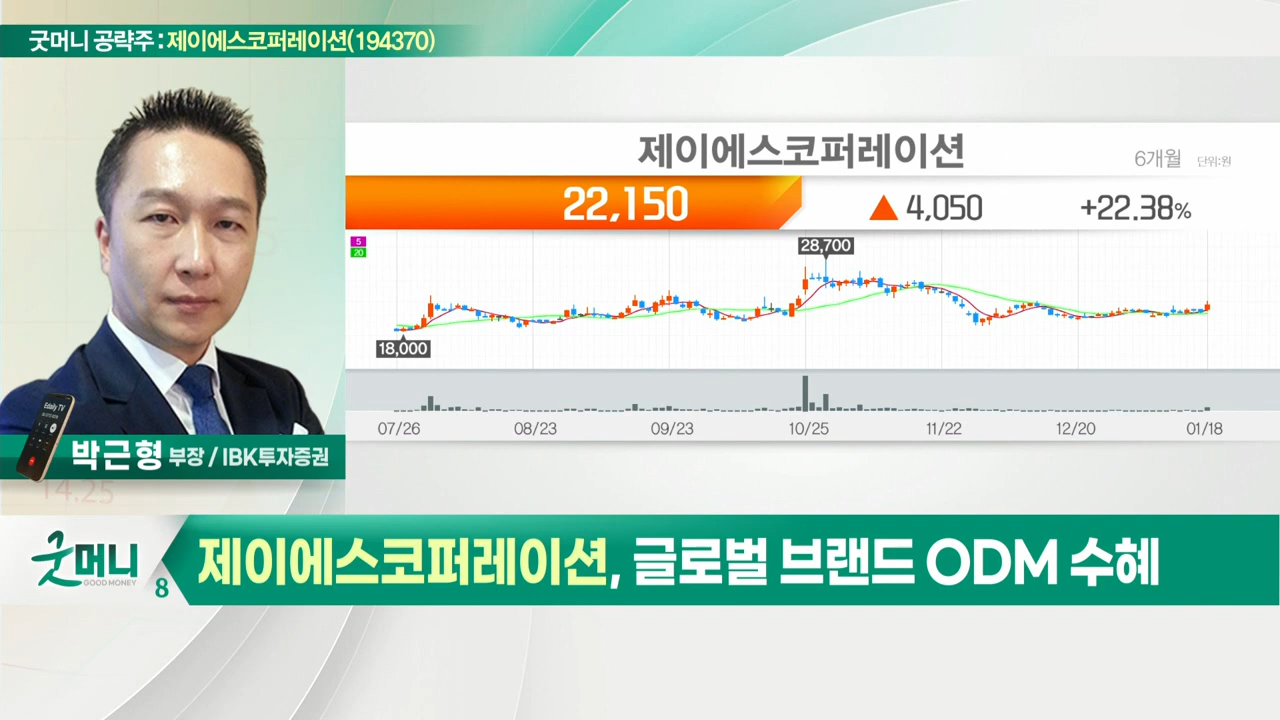 굿머니 공략주 : 제이에스코퍼레이션(194370)
제이에스코퍼레이션
6개월 단위:원
22,150 ▲ 4,050 +22.38%
5
20
28,700
18,000
07/26 08/23 09/23 10/25 11/22 12/20 01/18
Edaily TV
박근형 부장 / IBK투자증권
14.25
굿머니
GOOD MONEY
8
제이에스코퍼레이션, 글로벌 브랜드 ODM 수혜